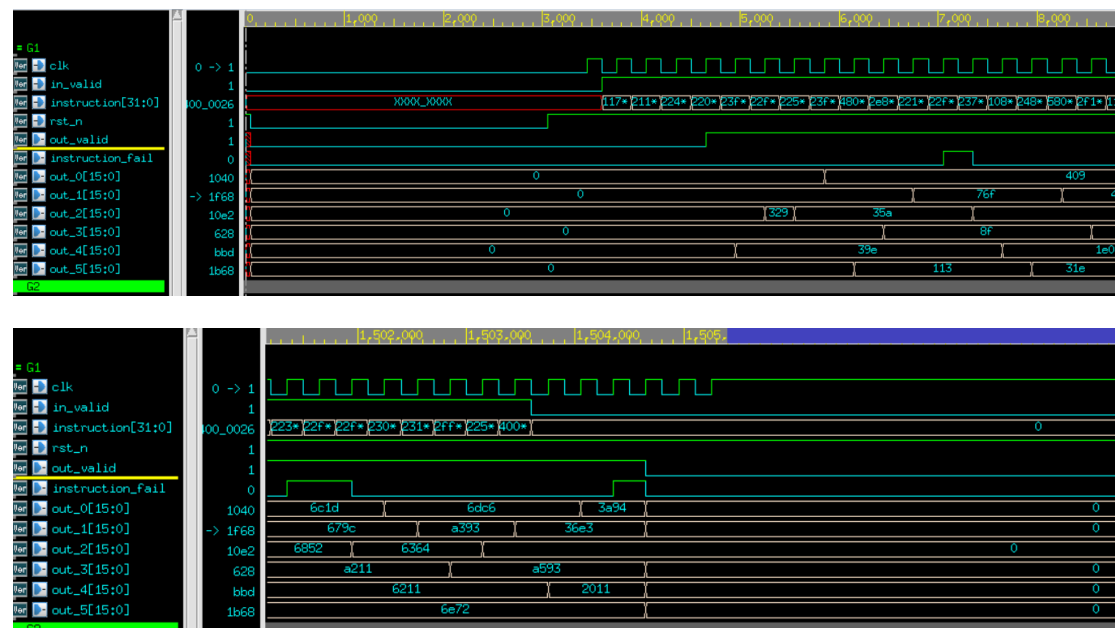 0 1,000 2,000 3,000 4,000 5,000 6,000 7,000 8,000
= G1
clk 0 -> 1
in_valid 1
instruction[31:0] 400_0026 XXXX_XXXX 117* 211* 224* 220* 23f* 22f* 225* 23f* 480* 2e8* 221* 22f* 237* 108* 248* 580* 2f1*
rst_n 1
out_valid 1
instruction_fail 0
out_0[15:0] 1040 0 409
out_1[15:0] -> 1f68 0 76f
out_2[15:0] 10e2 0 329 35a
out_3[15:0] 628 0 8f
out_4[15:0] bbd 0 39e 1e0
out_5[15:0] 1b68 0 113 31e
G2
1,502,000 1,503,000 1,504,000 1,505,
= G1
clk 0 -> 1
in_valid 1
instruction[31:0] 400_0026 223* 22f* 22f* 230* 231* 2ff* 225* 400* 0
rst_n 1
out_valid 1
instruction_fail 0
out_0[15:0] 1040 6c1d 6dc6 3a94 0
out_1[15:0] -> 1f68 679c a393 36e3 0
out_2[15:0] 10e2 6852 6364 0
out_3[15:0] 628 a211 a593 0
out_4[15:0] bbd 6211 2011 0
out_5[15:0] 1b68 6e72 0